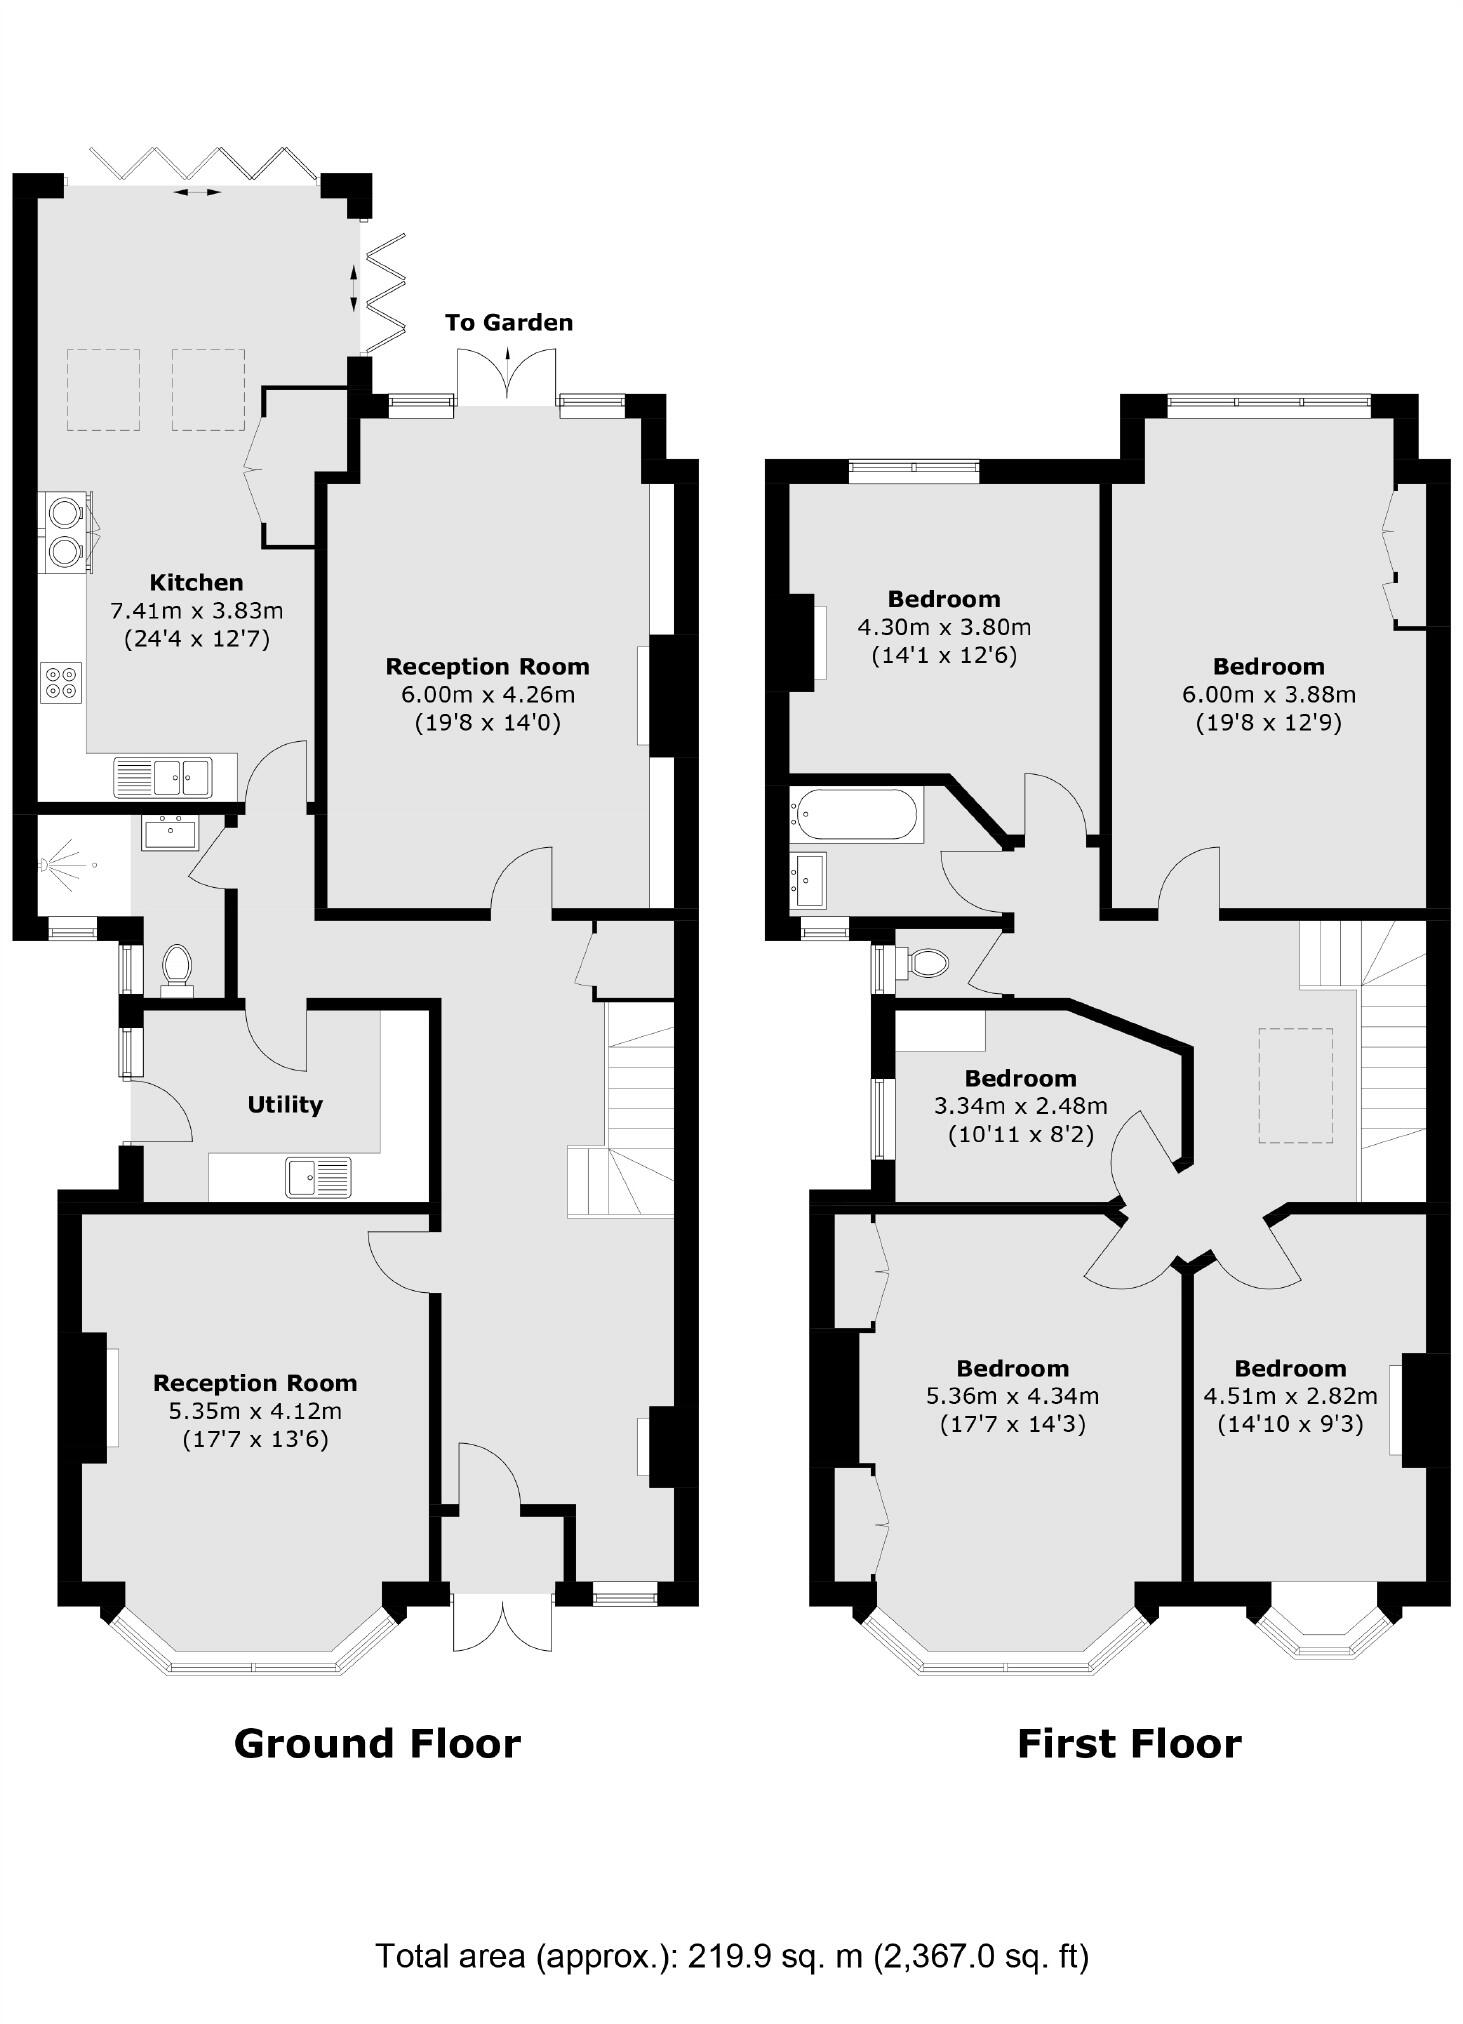 To Garden
Kitchen
7.41m x 3.83m
(24'4 x 12'7)
Reception Room
6.00m x 4.26m
(19'8 x 14'0)
Utility
Reception Room
5.35m x 4.12m
(17'7 x 13'6)
Ground Floor
Bedroom
4.30m x 3.80m
(14'1 x 12'6)
Bedroom
6.00m x 3.88m
(19'8 x 12'9)
Bedroom
3.34m x 2.48m
(10'11 x 8'2)
Bedroom
5.36m x 4.34m
(17'7 x 14'3)
Bedroom
4.51m x 2.82m
(14'10 x 9'3)
First Floor
Total area (approx.): 219.9 sq. m (2,367.0 sq. ft)